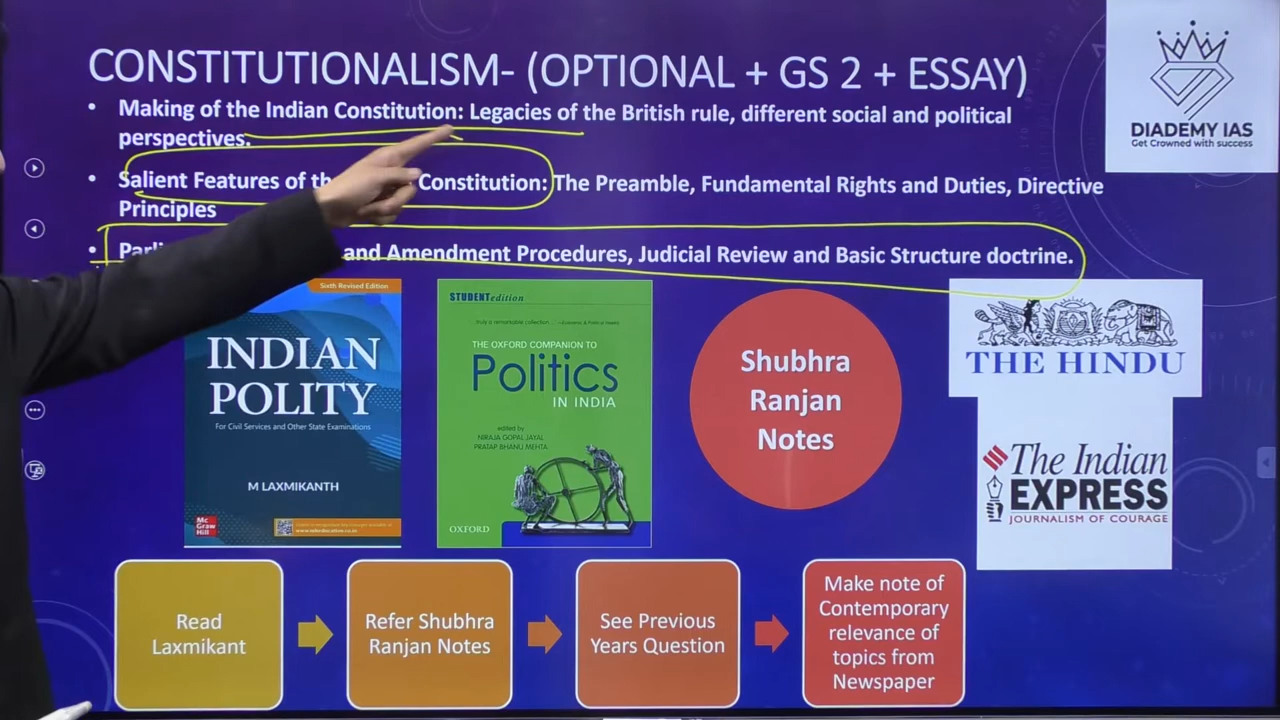 CONSTITUTIONALISM- (OPTIONAL + GS 2 + ESSAY)
• Making of the Indian Constitution: Legacies of the British rule, different social and political
perspectives.
• Salient Features of th Constitution: The Preamble, Fundamental Rights and Duties, Directive
Principles
• Parli and Amendment Procedures, Judicial Review and Basic Structure doctrine.
DIADEMY IAS
Get Crowned with success
Sixth Revised Edition
INDIAN
POLITY
For Civil Services and Other State Examinations
M LAXMIKANTH
Mc
Graw
Hill
STUDENT edition
THE OXFORD COMPANION TO
Politics
IN INDIA
edited by
NIRAJA GOPAL JAYAL
PRATAP BHANU MEHTA
OXFORD
Shubhra
Ranjan
Notes
THE HINDU
The Indian
EXPRESS
JOURNALISM OF COURAGE
Read
Laxmikant
Refer Shubhra
Ranjan Notes
See Previous
Years Question
Make note of
Contemporary
relevance of
topics from
Newspaper